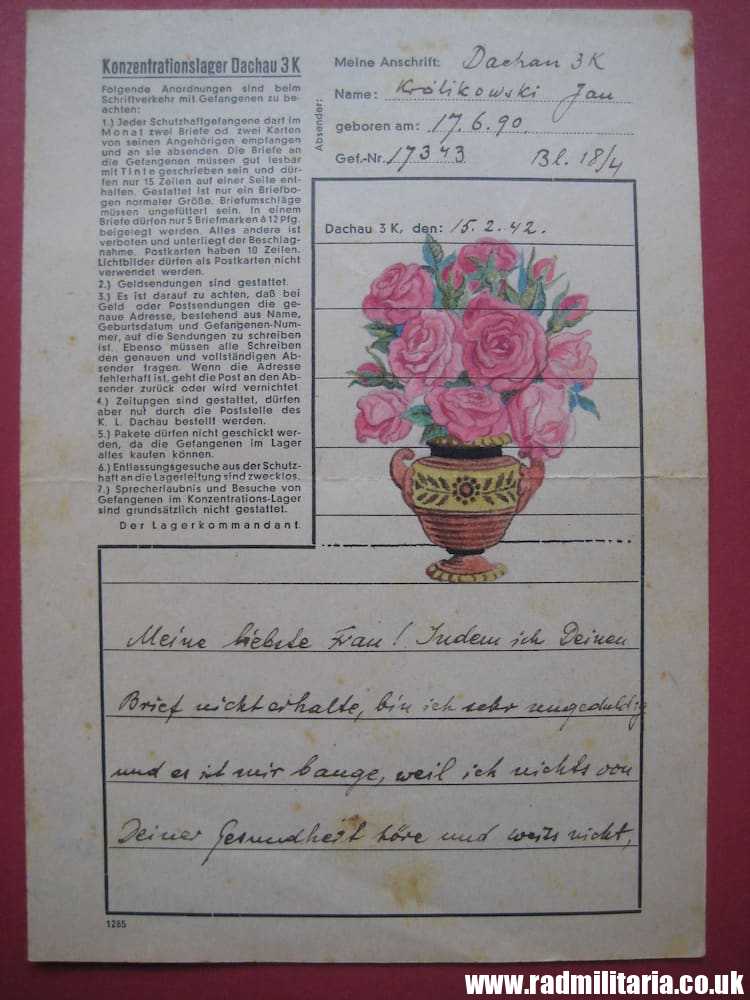 Konzentrationslager Dachau 3 K
Folgende Anordnungen sind beim
Schriftverkehr mit Gefangenen zu be-
achten:
1.) Jeder Schutzhaftgefangene darf im
Monat zwei Briefe od. zwei Karten
von seinen Angehörigen empfangen
und an sie absenden. Die Briefe an
die Gefangenen müssen gut lesbar
mit Tinte geschrieben sein und dür-
fen nur 15 Zeilen auf einer Seite ent-
halten. Gestattet ist nur ein Briefbo-
gen normaler Größe. Briefumschläge
müssen ungefüttert sein. In einem
Briefe dürfen nur 5 Briefmarken à 12 Pfg.
beigelegt werden. Alles andere ist
verboten und unterliegt der Beschlag-
nahme. Postkarten haben 10 Zeilen.
Lichtbilder dürfen als Postkarten nicht
verwendet werden.
2.) Geldsendungen sind gestattet.
3.) Es ist darauf zu achten, daß bei
Geld oder Postsendungen die ge-
naue Adresse, bestehend aus Name,
Geburtsdatum und Gefangenen-Num-
mer, auf die Sendungen zu schreiben
ist. Ebenso müssen alle Schreiben
den genauen und vollständigen Ab-
sender tragen. Wenn die Adresse
fehlerhaft ist, geht die Post an den Ab-
sender zurück oder wird vernichtet
4.) Zeitungen sind gestattet, dürfen
aber nur durch die Poststelle des
K. L. Dachau bestellt werden.
5.) Pakete dürfen nicht geschickt wer-
den, da die Gefangenen im Lager
alles kaufen können.
6.) Entlassungsgesuche aus der Schutz-
haft an die Lagerleitung sind zwecklos.
7.) Sprecherlaubnis und Besuche von
Gefangenen im Konzentrations-Lager
sind grundsätzlich nicht gestattet.
Der Lagerkommandant
Absender:
Meine Anschrift: Dachau 3K
Name: Królikowski Jan
geboren am: 17.6.90.
Gef.-Nr. 17343 Bl. 18/4
Dachau 3 K, den: 15.2.42.
Meine liebste Frau! Indem ich Deinen
Brief nicht erhalte, bin ich sehr ungeduldig
und es ist mir bange, weil ich nichts von
Deiner Gesundheit höre und weiß nicht,
1285
www.radmilitaria.co.uk